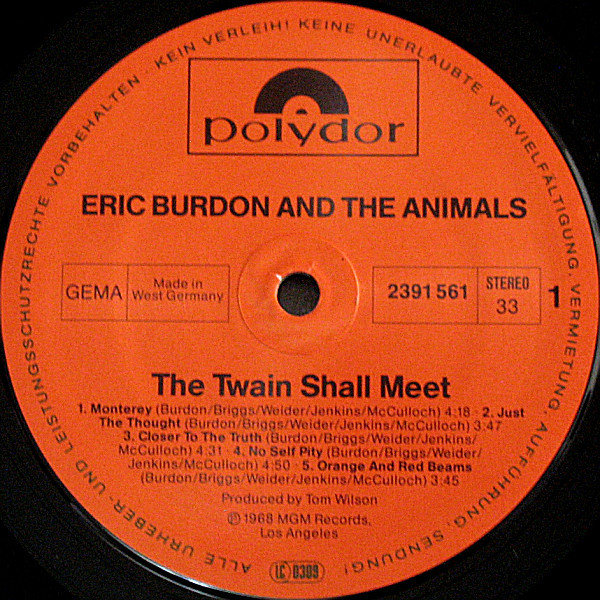 ALLE URHEBER- UND LEISTUNGSSCHUTZRECHTE VORBEHALTEN · KEIN VERLEIH! KEINE UNERLAUBTE VERVIELFÄLTIGUNG, VERMIETUNG, AUFFÜHRUNG, SENDUNG!
polydor
ERIC BURDON AND THE ANIMALS
GEMA
Made in
West Germany
2391 561
STEREO
33
1
The Twain Shall Meet
1. Monterey (Burdon/Briggs/Weider/Jenkins/McCulloch) 4:18 · 2. Just
The Thought (Burdon/Briggs/Weider/Jenkins/McCulloch) 3:47
3. Closer To The Truth (Burdon/Briggs/Weider/Jenkins/
McCulloch) 4:31 · 4. No Self Pity (Burdon/Briggs/Weider/
Jenkins/McCulloch) 4:50 · 5. Orange And Red Beams
(Burdon/Briggs/Weider/Jenkins/McCulloch) 3:45
Produced by Tom Wilson
℗ 1968 MGM Records,
Los Angeles
LC 0309